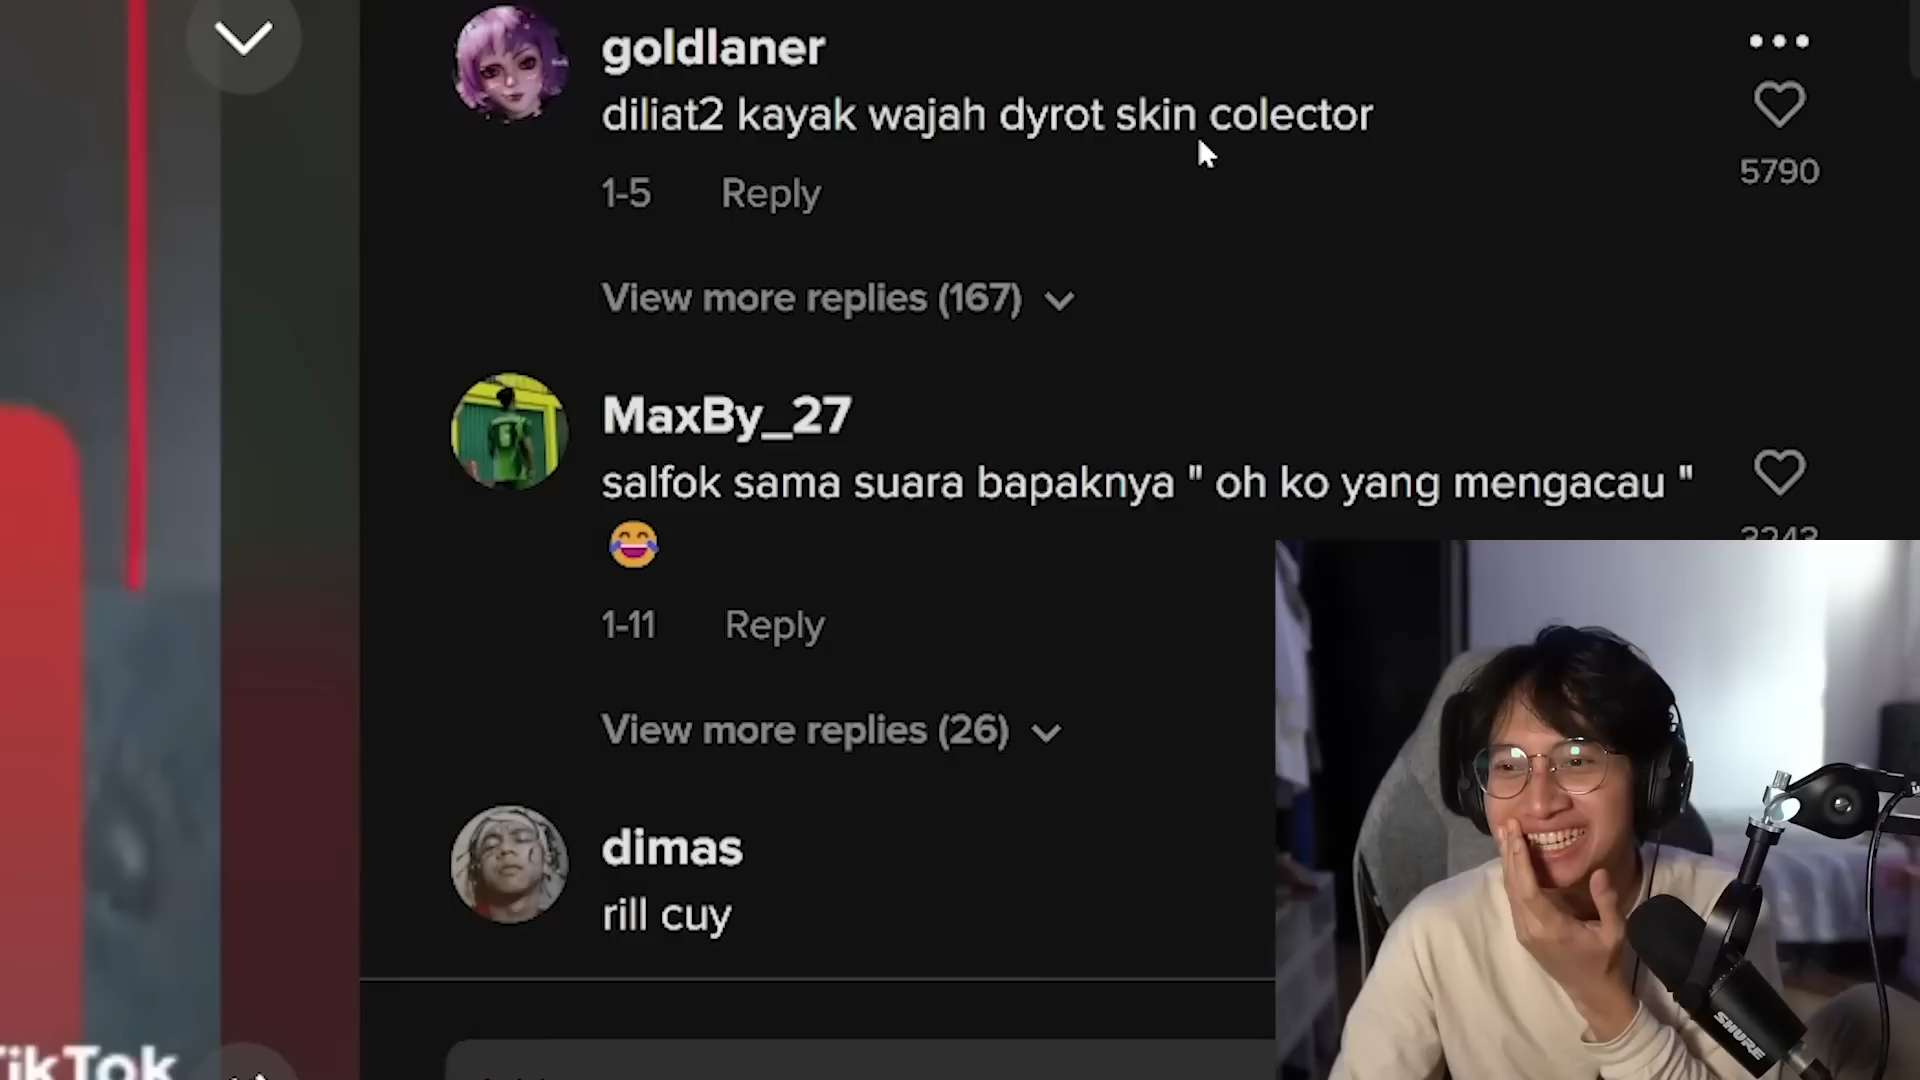 goldlaner
diliat2 kayak wajah dyrot skin colector
5790
1-5 Reply
View more replies (167)
MaxBy_27
salfok sama suara bapaknya " oh ko yang mengacau "
😂
3243
1-11 Reply
View more replies (26)
dimas
rill cuy
SHURE
TikTok